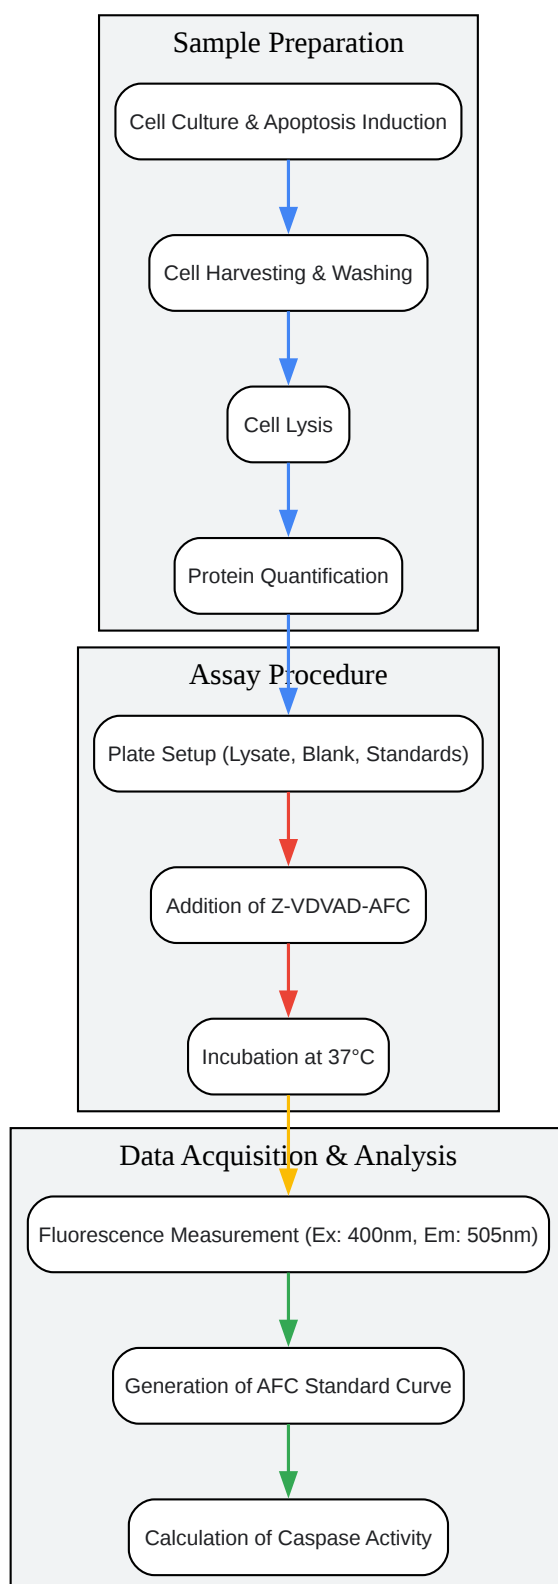 Sample Preparation
Cell Culture & Apoptosis Induction
Cell Harvesting & Washing
Cell Lysis
Protein Quantification
Assay Procedure
Plate Setup (Lysate, Blank, Standards)
Addition of Z-VDVAD-AFC
Incubation at 37°C
Data Acquisition & Analysis
Fluorescence Measurement (Ex: 400nm, Em: 505nm)
Generation of AFC Standard Curve
Calculation of Caspase Activity